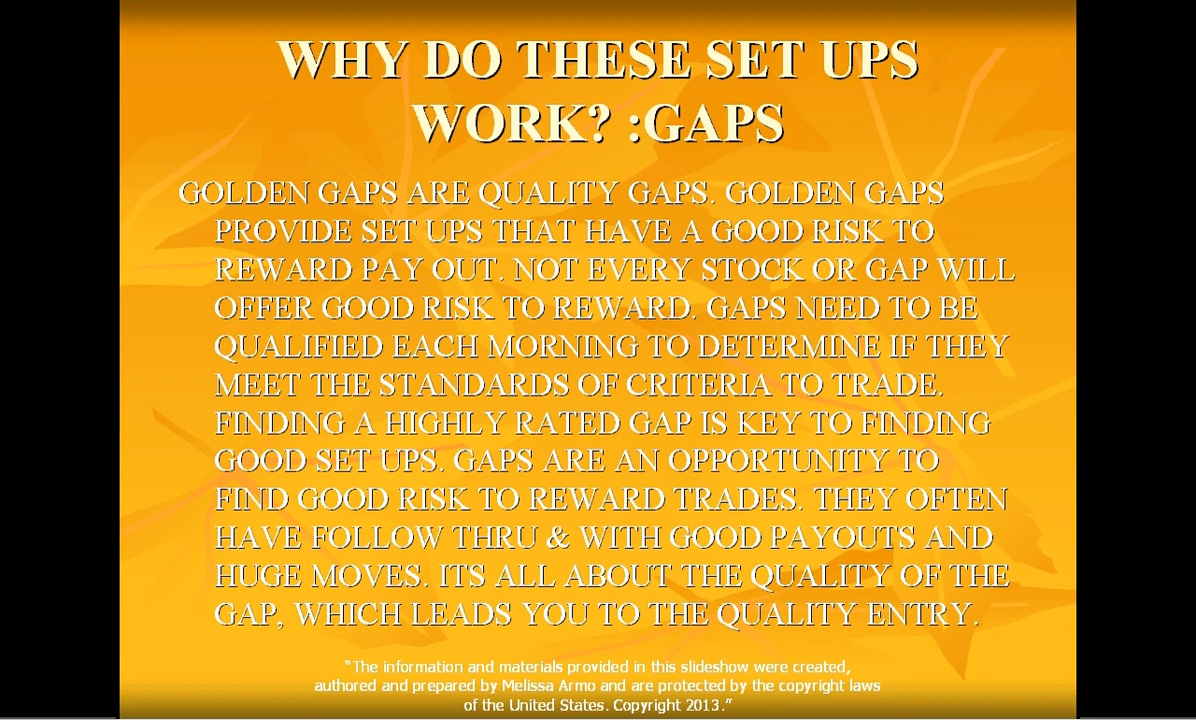 WHY DO THESE SET UPS
WORK? :GAPS
GOLDEN GAPS ARE QUALITY GAPS. GOLDEN GAPS
PROVIDE SET UPS THAT HAVE A GOOD RISK TO
REWARD PAY OUT. NOT EVERY STOCK OR GAP WILL
OFFER GOOD RISK TO REWARD. GAPS NEED TO BE
QUALIFIED EACH MORNING TO DETERMINE IF THEY
MEET THE STANDARDS OF CRITERIA TO TRADE.
FINDING A HIGHLY RATED GAP IS KEY TO FINDING
GOOD SET UPS. GAPS ARE AN OPPORTUNITY TO
FIND GOOD RISK TO REWARD TRADES. THEY OFTEN
HAVE FOLLOW THRU & WITH GOOD PAYOUTS AND
HUGE MOVES. ITS ALL ABOUT THE QUALITY OF THE
GAP, WHICH LEADS YOU TO THE QUALITY ENTRY.
“The information and materials provided in this slideshow were created,
authored and prepared by Melissa Armo and are protected by the copyright laws
of the United States. Copyright 2013.”